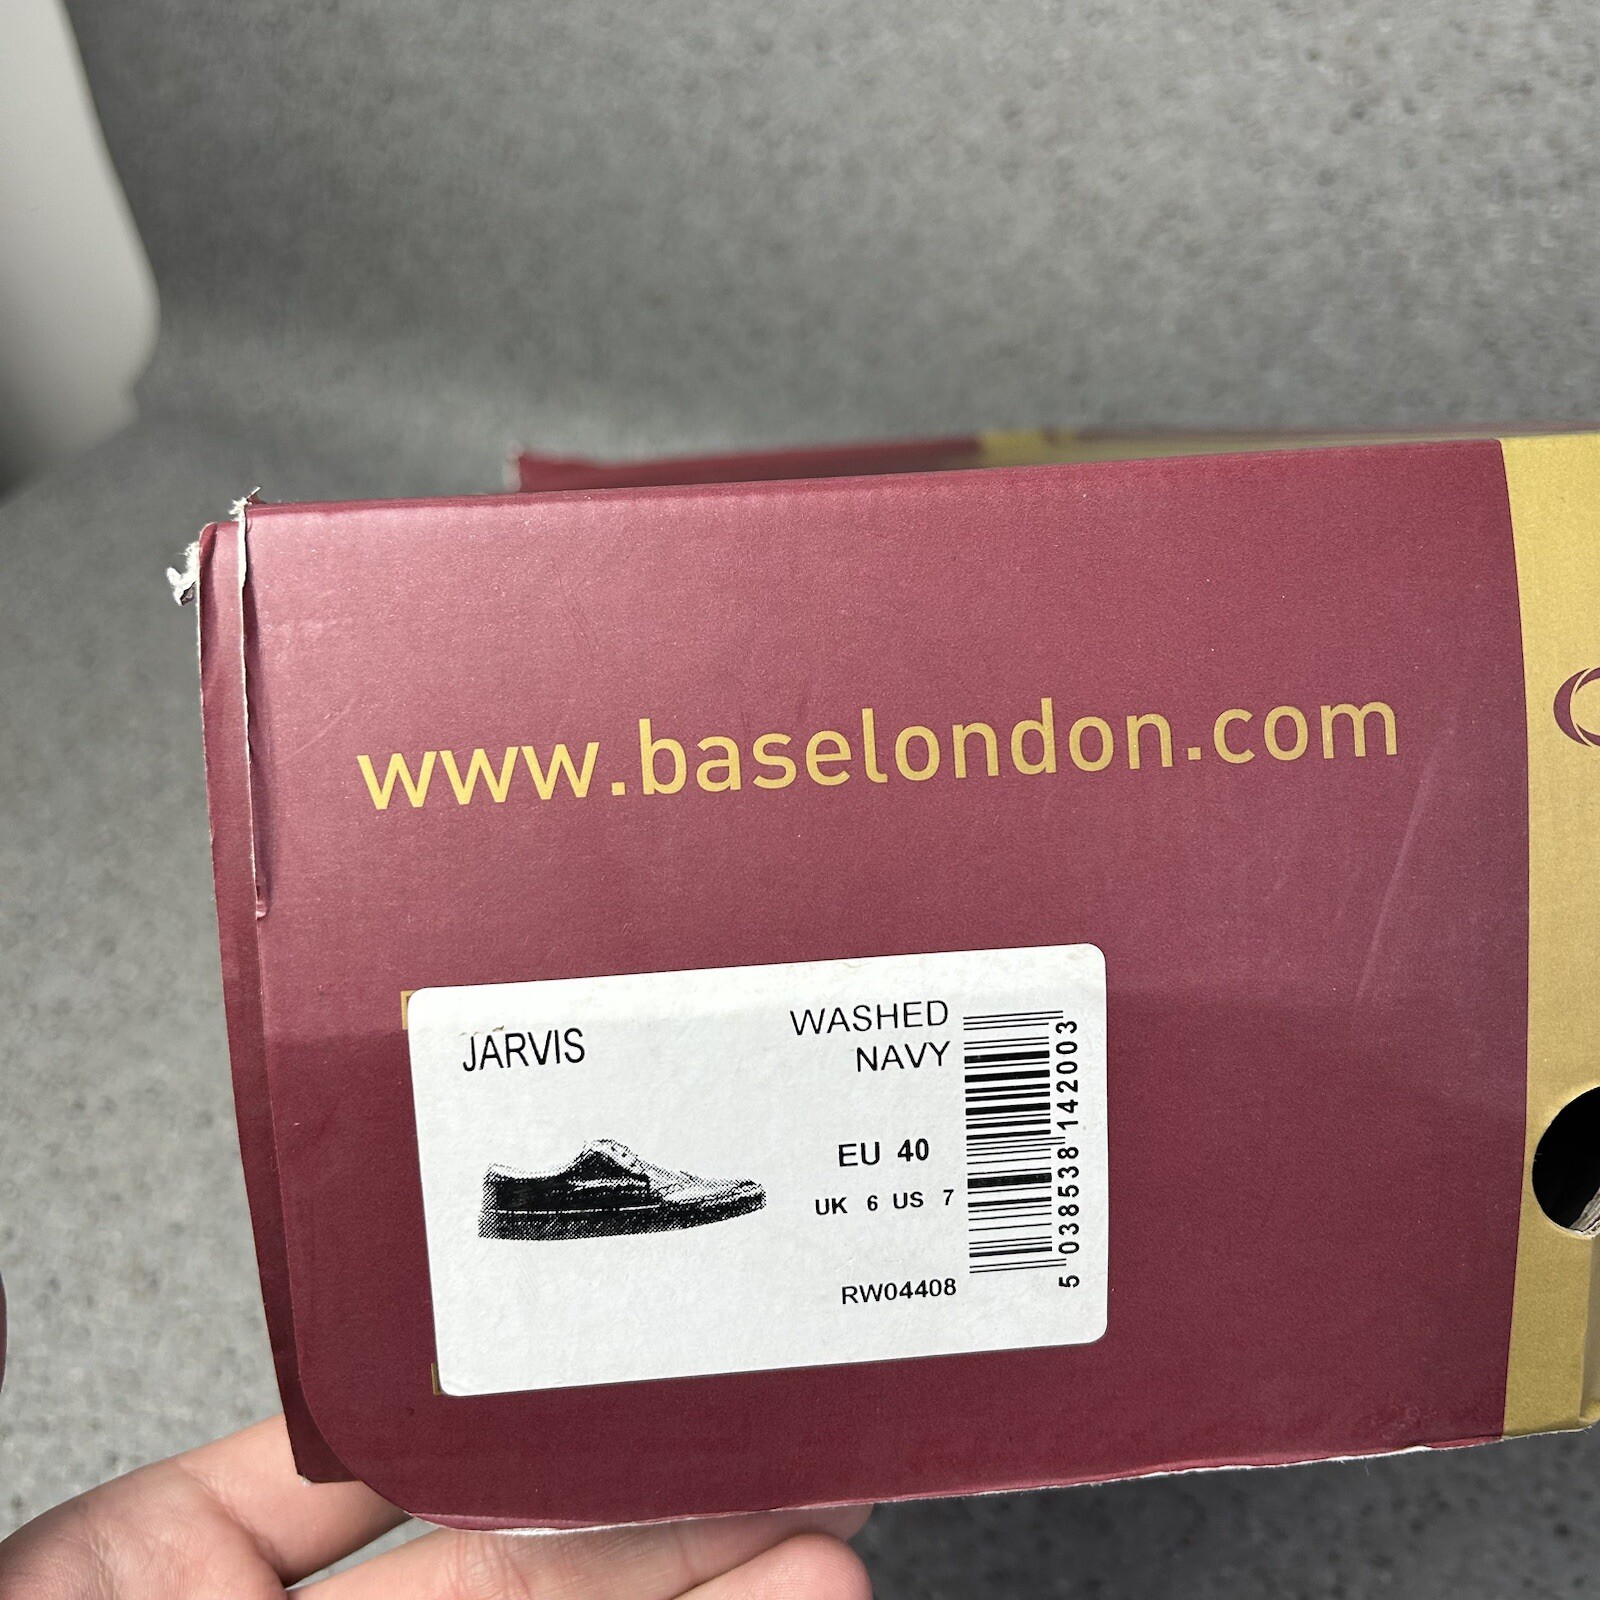 www.baselondon.com
JARVIS
WASHED
NAVY
EU 40
UK 6 US 7
RW04408
5 038538 142003